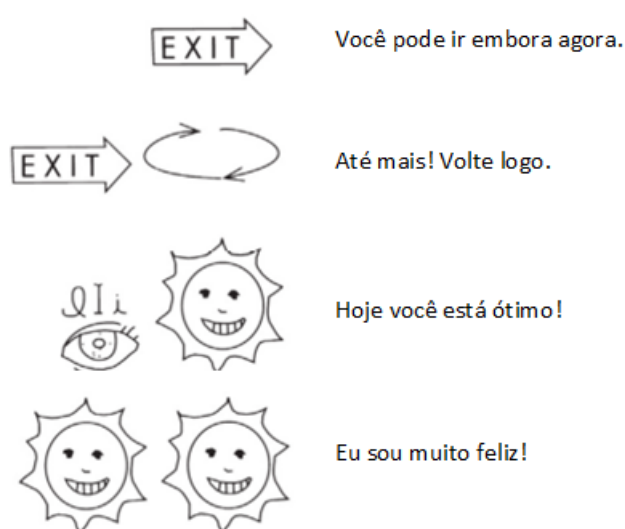 EXIT Você pode ir embora agora.
EXIT Até mais! Volte logo.
l I i
Hoje você está ótimo!
Eu sou muito feliz!